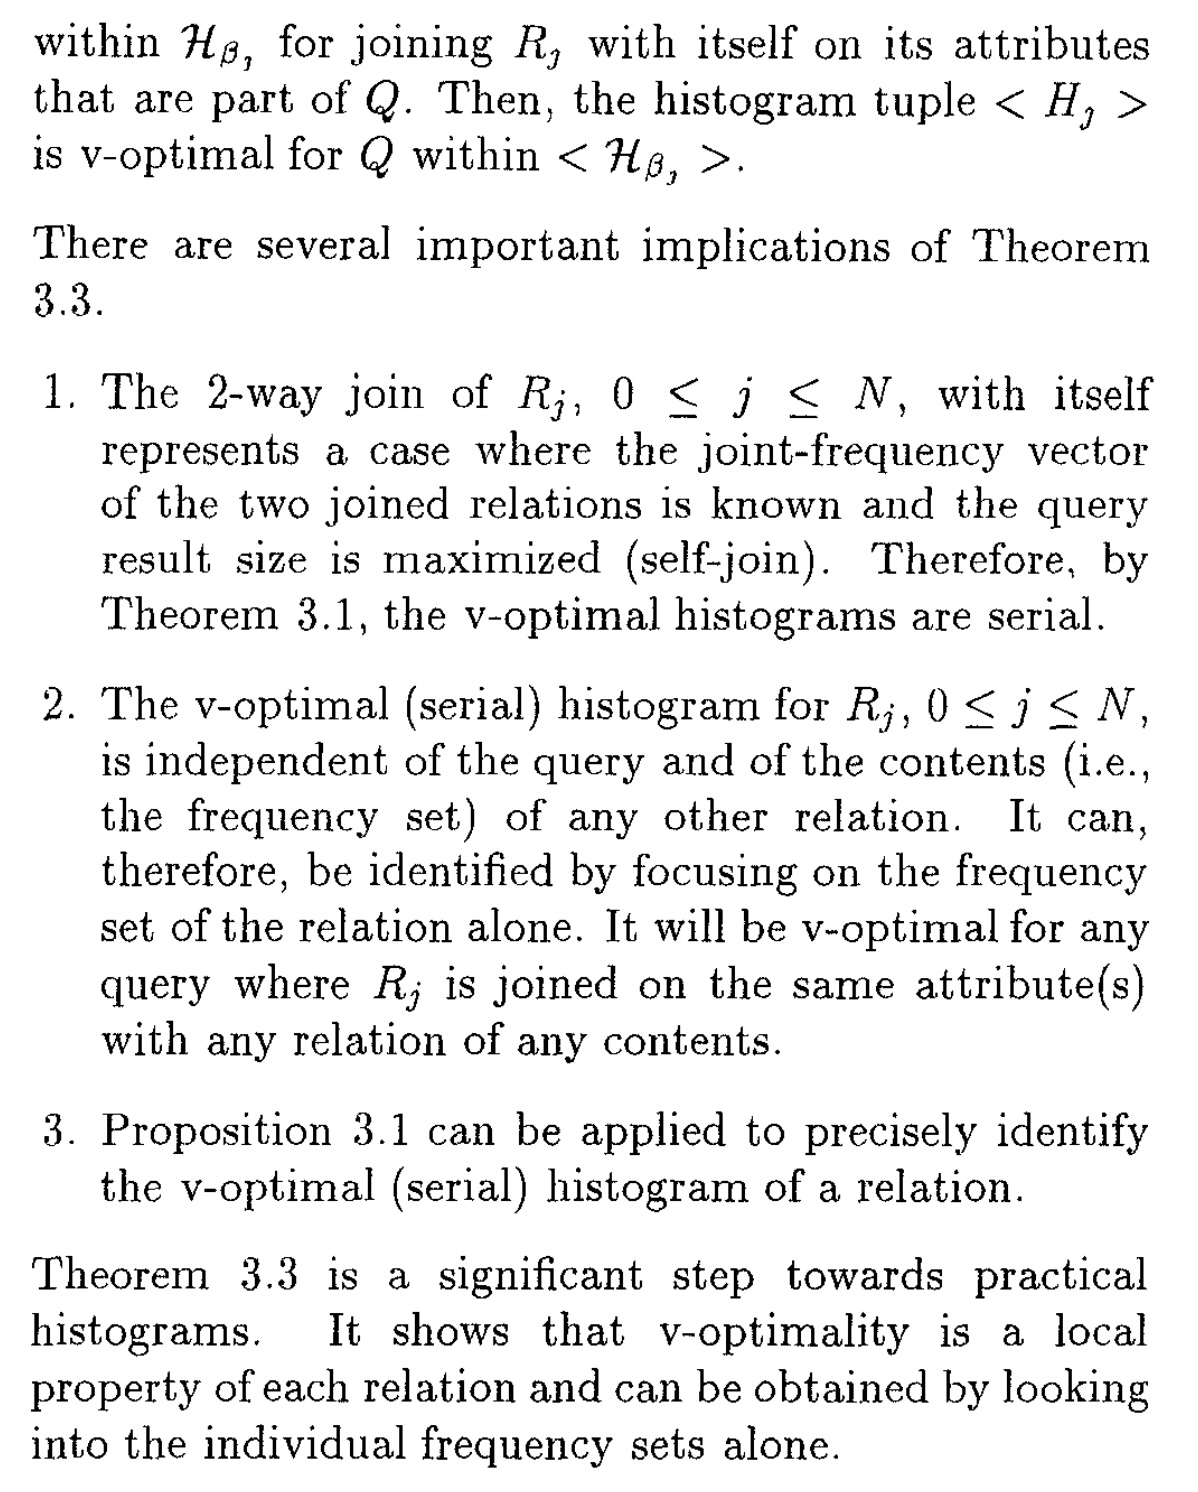 within ℋ_{β_j} for joining R_j with itself on its attributes
that are part of Q. Then, the histogram tuple < H_j >
is v-optimal for Q within < ℋ_{β_j} >.
There are several important implications of Theorem
3.3.
1. The 2-way join of R_j, 0 ≤ j ≤ N, with itself
represents a case where the joint-frequency vector
of the two joined relations is known and the query
result size is maximized (self-join). Therefore, by
Theorem 3.1, the v-optimal histograms are serial.
2. The v-optimal (serial) histogram for R_j, 0 ≤ j ≤ N,
is independent of the query and of the contents (i.e.,
the frequency set) of any other relation. It can,
therefore, be identified by focusing on the frequency
set of the relation alone. It will be v-optimal for any
query where R_j is joined on the same attribute(s)
with any relation of any contents.
3. Proposition 3.1 can be applied to precisely identify
the v-optimal (serial) histogram of a relation.
Theorem 3.3 is a significant step towards practical
histograms. It shows that v-optimality is a local
property of each relation and can be obtained by looking
into the individual frequency sets alone.